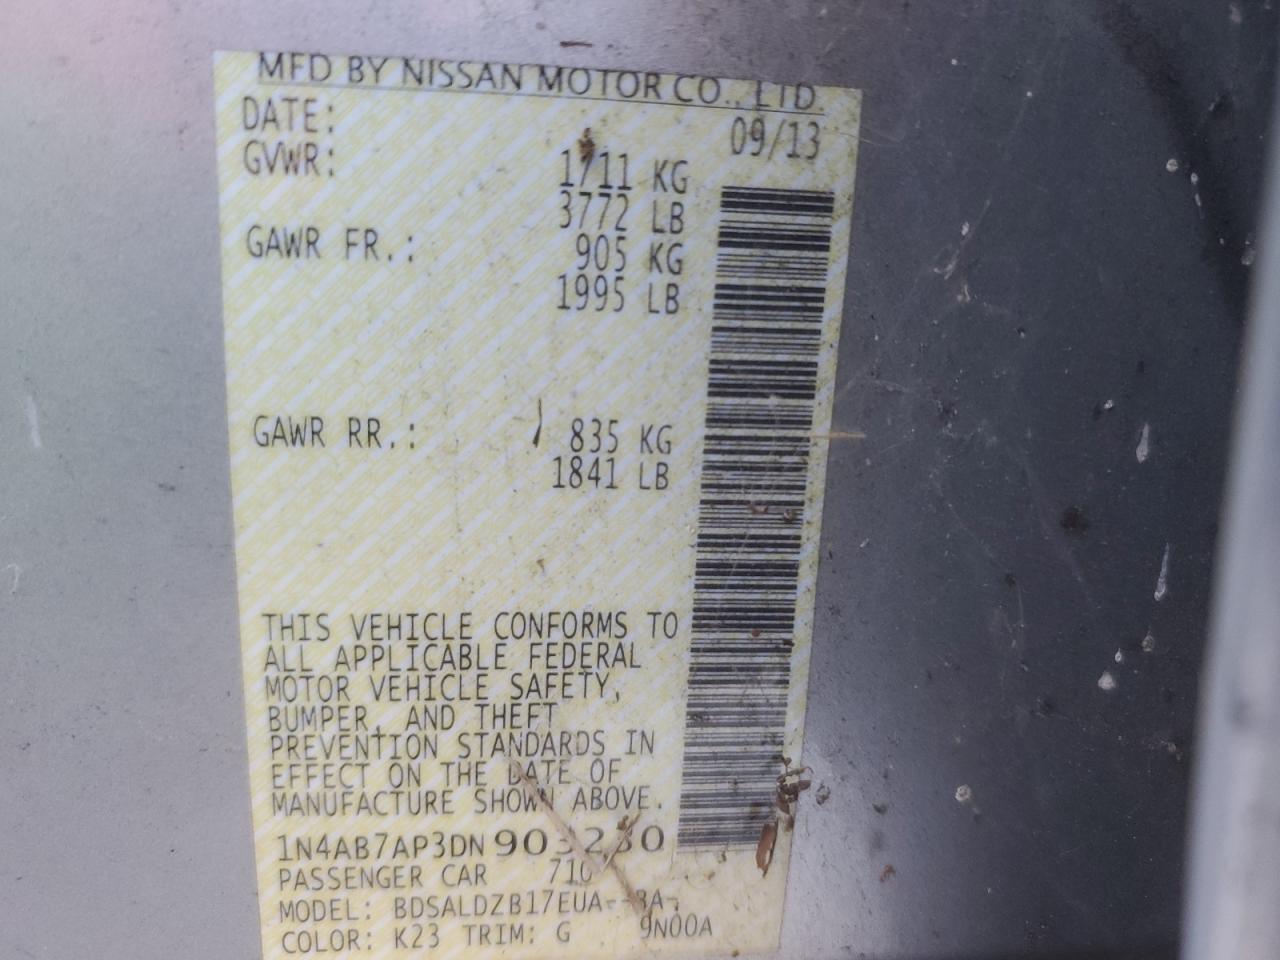 MFD BY NISSAN MOTOR CO., LTD.
DATE: 09/13
GVWR: 1711 KG
3772 LB
GAWR FR.: 905 KG
1995 LB
GAWR RR.: 835 KG
1841 LB
THIS VEHICLE CONFORMS TO
ALL APPLICABLE FEDERAL
MOTOR VEHICLE SAFETY,
BUMPER, AND THEFT
PREVENTION STANDARDS IN
EFFECT ON THE DATE OF
MANUFACTURE SHOWN ABOVE.
1N4AB7AP3DN
PASSENGER CAR 710
MODEL:
COLOR: K23 TRIM: G 9N00A